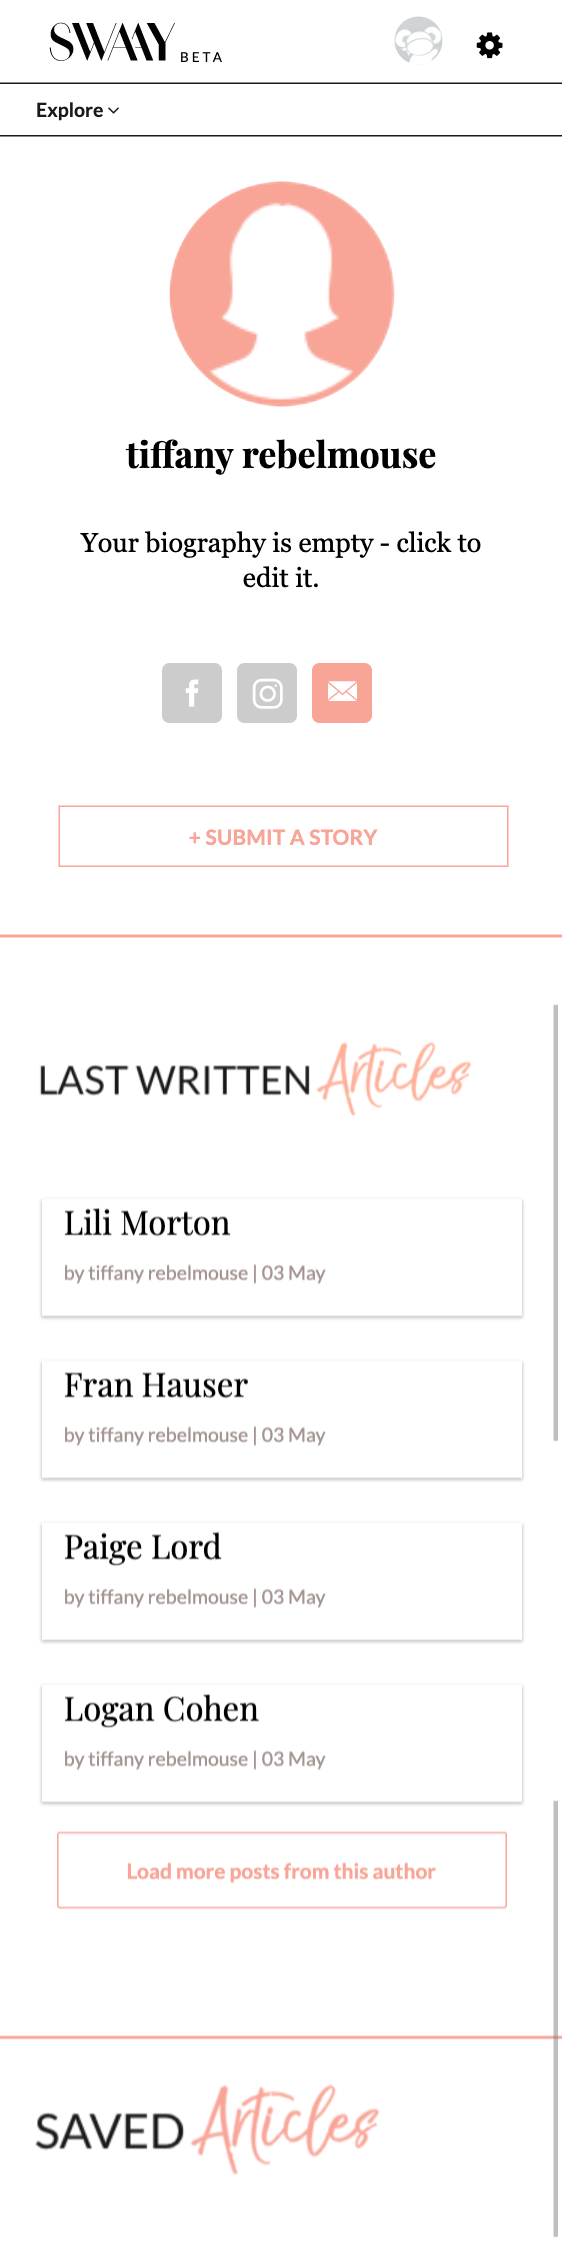 SWAAY BETA
Explore
tiffany rebelmouse
Your biography is empty - click to
edit it.
+ SUBMIT A STORY
LAST WRITTEN Articles
Lili Morton
by tiffany rebelmouse | 03 May
Fran Hauser
by tiffany rebelmouse | 03 May
Paige Lord
by tiffany rebelmouse | 03 May
Logan Cohen
by tiffany rebelmouse | 03 May
Load more posts from this author
SAVED Articles